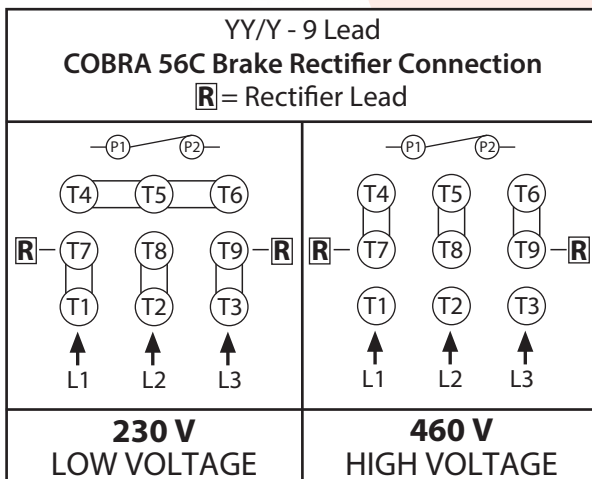 YY/Y - 9 Lead
COBRA 56C Brake Rectifier Connection
R = Rectifier Lead
P1 P2
T4 T5 T6
R T7 T8 T9 R
T1 T2 T3
L1 L2 L3
230 V
LOW VOLTAGE
P1 P2
T4 T5 T6
R T7 T8 T9 R
T1 T2 T3
L1 L2 L3
460 V
HIGH VOLTAGE